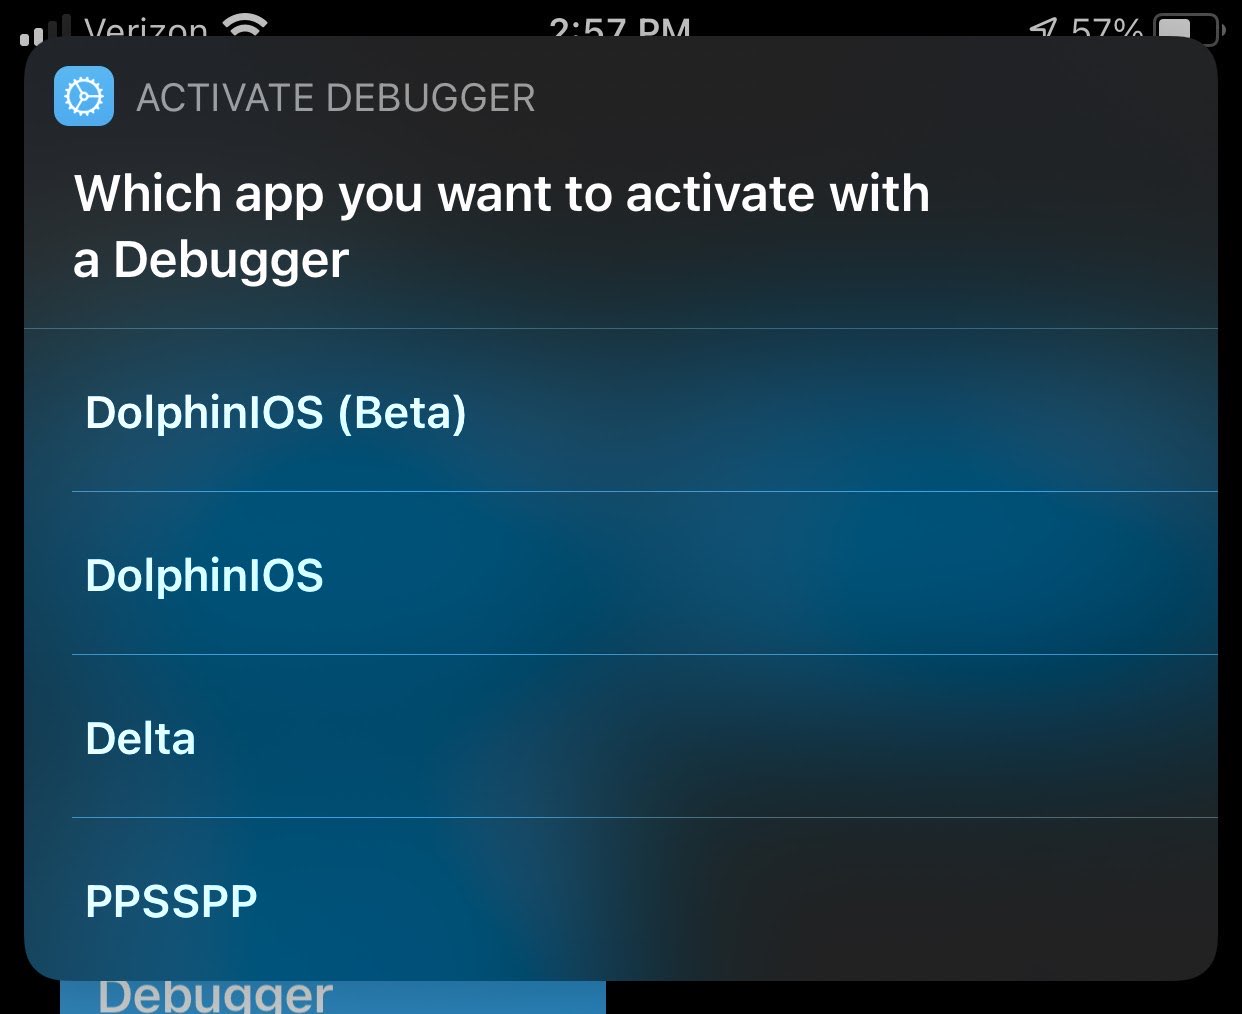 Verizon 2:57 PM 57%
ACTIVATE DEBUGGER
Which app you want to activate with
a Debugger
DolphinIOS (Beta)
DolphinIOS
Delta
PPSSPP
Debugger